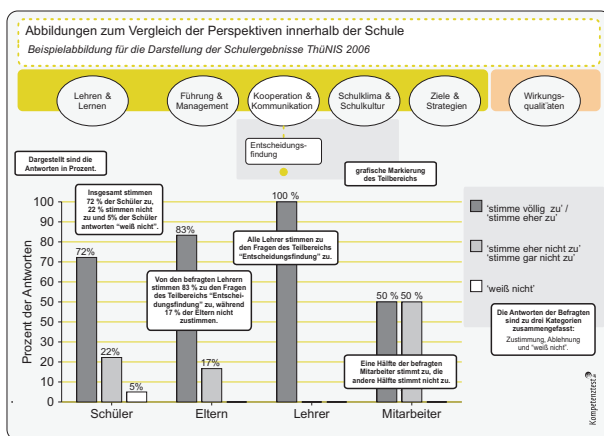 Abbildungen zum Vergleich der Perspektiven innerhalb der Schule
Beispielabbildung für die Darstellung der Schulergebnisse ThüNIS 2006
Lehren &
Lernen
Führung &
Management
Kooperation &
Kommunikation
Schulklima &
Schulkultur
Ziele &
Strategien
Wirkungs-
qualitäten
Entscheidungs-
findung
Dargestellt sind die
Antworten in Prozent.
grafische Markierung
des Teilbereichs
Insgesamt stimmen
72 % der Schüler zu,
22 % stimmen nicht
zu und 5% der Schüler
antworten "weiß nicht".
Alle Lehrer stimmen zu
den Fragen des Teilbereichs
"Entscheidungsfindung" zu.
Von den befragten Lehrern
stimmen 83 % zu den Fragen
des Teilbereichs "Entschei-
dungsfindung" zu, während
17 % der Eltern nicht
zustimmen.
Eine Hälfte der befragten
Mitarbeiter stimmt zu, die
andere Hälfte stimmt nicht zu.
Prozent der Antworten
100
90
80
70
60
50
40
30
20
10
0
72%
22%
5%
83%
17%
100 %
50 % 50 %
Schüler
Eltern
Lehrer
Mitarbeiter
'stimme völlig zu' /
'stimme eher zu'
'stimme eher nicht zu'
'stimme gar nicht zu'
'weiß nicht'
Die Antworten der Befragten
sind zu drei Kategorien
zusammengefasst:
Zustimmung, Ablehnung
und "weiß nicht".
Kompetenztest.de